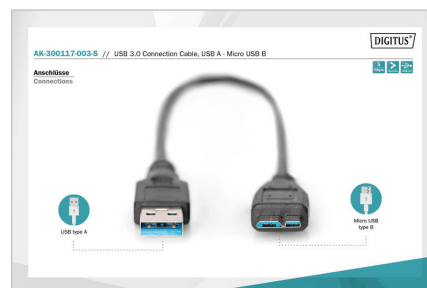 DIGITUS®
AK-300117-003-S // USB 3.0 Connection Cable, USB A - Micro USB B
Anschlüsse
Connections
USB type A
Micro USB
type B